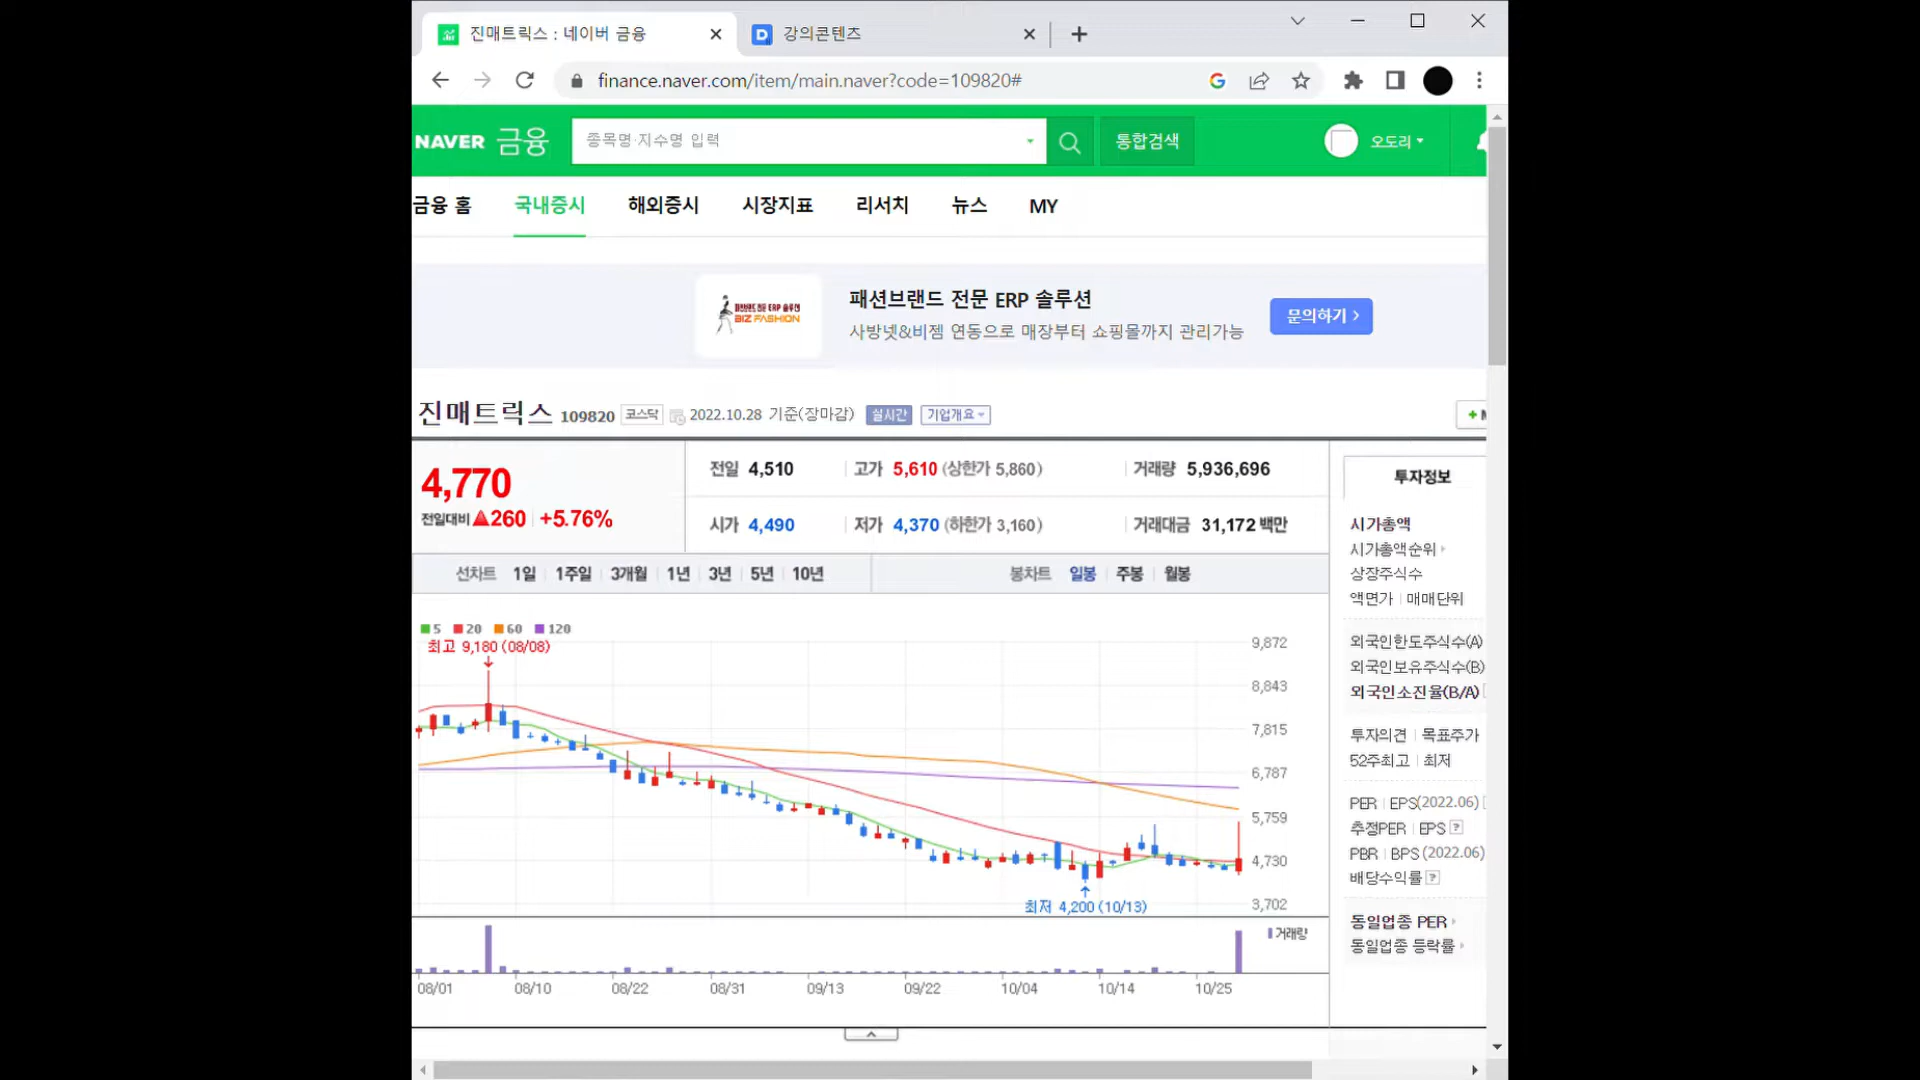 진매트릭스 : 네이버 금융
강의콘텐츠
finance.naver.com/item/main.naver?code=109820#
NAVER 금융
종목명·지수명 입력
통합검색
오도리
금융 홈 국내증시 해외증시 시장지표 리서치 뉴스 MY
패션브랜드 전문 ERP 솔루션
BIZ FASHION
사방넷&비젬 연동으로 매장부터 쇼핑몰까지 관리가능
문의하기
진매트릭스 109820 코스닥 2022.10.28 기준(장마감) 실시간 기업개요
4,770
전일대비 ▲260 +5.76%
전일 4,510 고가 5,610 (상한가 5,860) 거래량 5,936,696
시가 4,490 저가 4,370 (하한가 3,160) 거래대금 31,172 백만
선차트 1일 1주일 3개월 1년 3년 5년 10년 봉차트 일봉 주봉 월봉
5 20 60 120
최고 9,180 (08/08)
9,872
8,843
7,815
6,787
5,759
4,730
3,702
최저 4,200 (10/13)
거래량
08/01 08/10 08/22 08/31 09/13 09/22 10/04 10/14 10/25
투자정보
시가총액
시가총액순위
상장주식수
액면가 | 매매단위
외국인한도주식수(A)
외국인보유주식수(B)
외국인소진율(B/A)
투자의견 | 목표주가
52주최고 | 최저
PER | EPS(2022.06)
추정PER | EPS ?
PBR | BPS (2022.06)
배당수익률 ?
동일업종 PER
동일업종 등락률